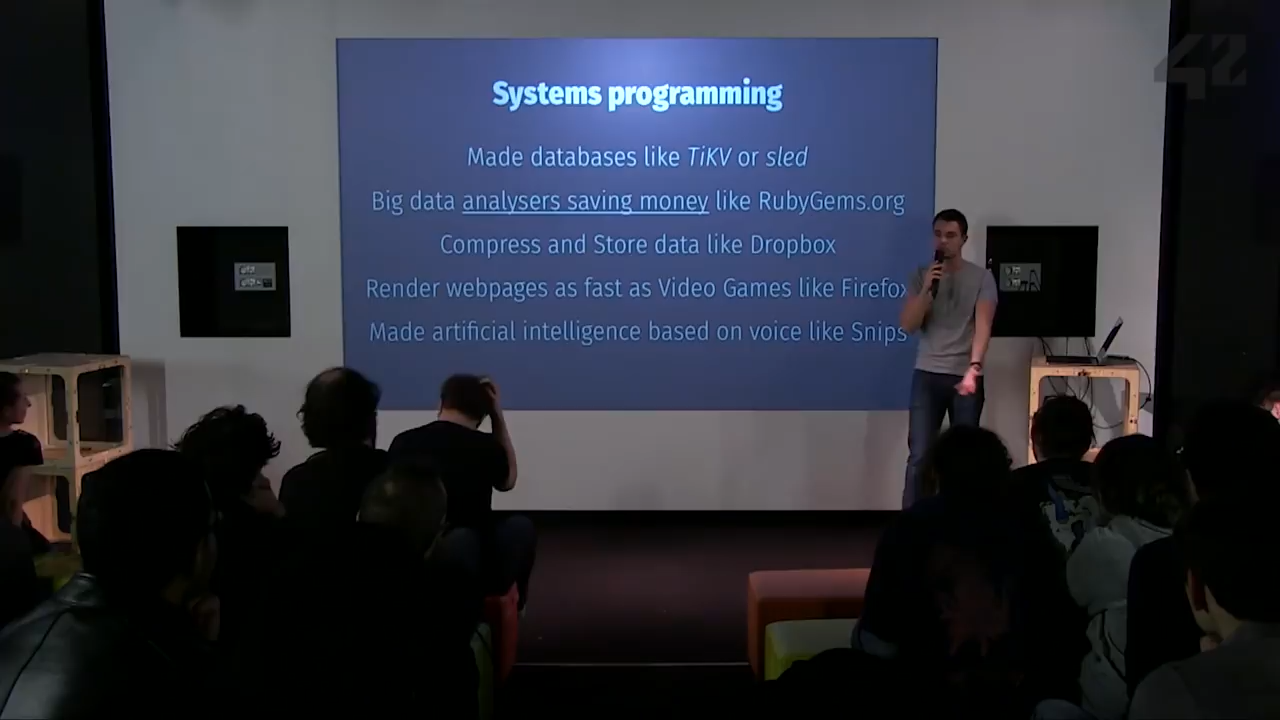 42
Systems programming
Made databases like TiKV or sled
Big data analysers saving money like RubyGems.org
Compress and Store data like Dropbox
Render webpages as fast as Video Games like Firefox
Made artificial intelligence based on voice like Snips